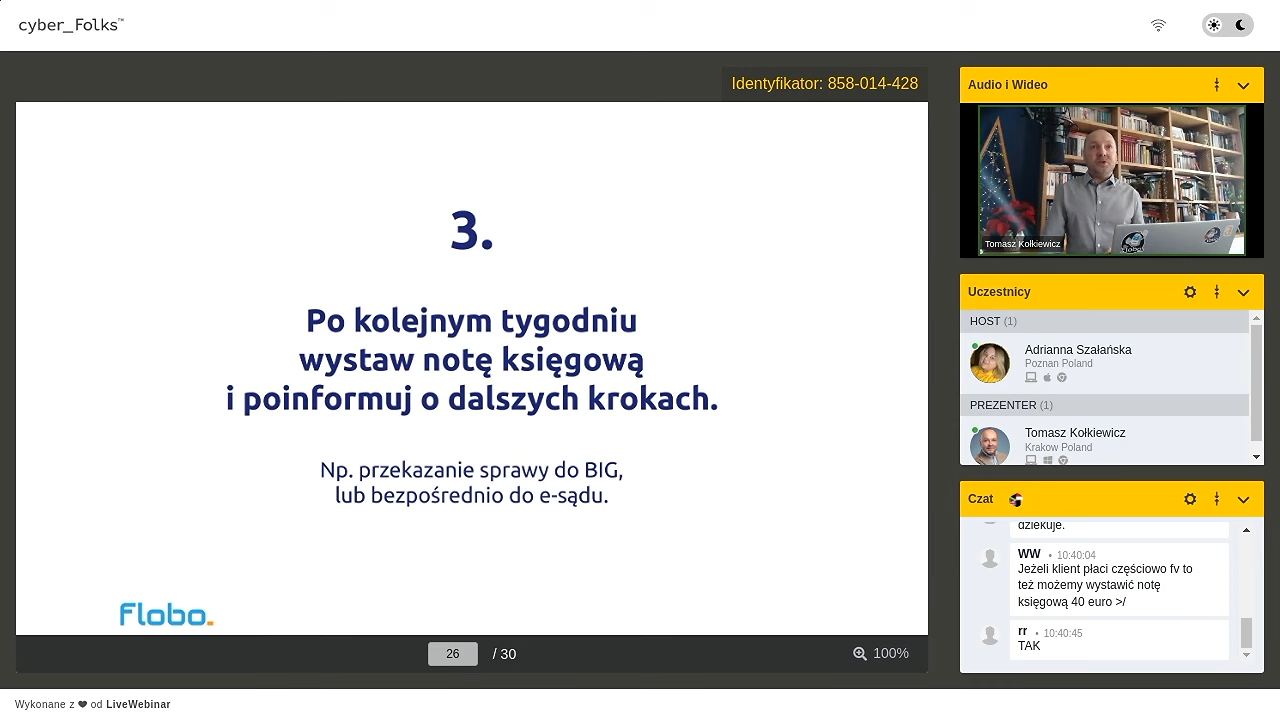 cyber_Folks™
Identyfikator: 858-014-428
3.
Po kolejnym tygodniu
wystaw notę księgową
i poinformuj o dalszych krokach.
Np. przekazanie sprawy do BIG,
lub bezpośrednio do e-sądu.
Flobo.
26 / 30
100%
Audio i Wideo
Flobo
Tomasz Kołkiewicz
Uczestnicy
HOST (1)
Adrianna Szałańska
Poznan Poland
PREZENTER (1)
Tomasz Kołkiewicz
Krakow Poland
Czat
dziekuje.
WW • 10:40:04
Jeżeli klient płaci częściowo fv to
też możemy wystawić notę
księgową 40 euro >/
rr • 10:40:45
TAK
Wykonane z ❤ od LiveWebinar